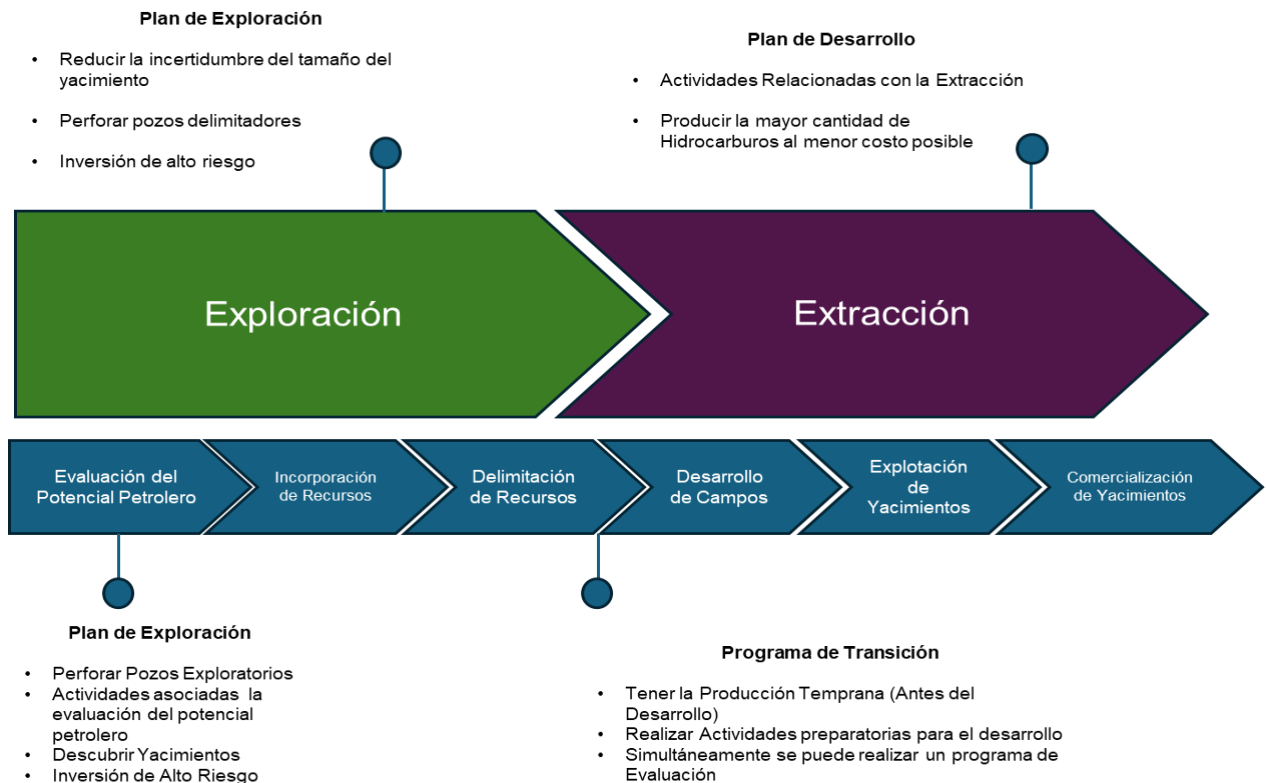 Plan de Exploración
• Reducir la incertidumbre del tamaño del
yacimiento
• Perforar pozos delimitadores
• Inversión de alto riesgo
Plan de Desarrollo
• Actividades Relacionadas con la Extracción
• Producir la mayor cantidad de
Hidrocarburos al menor costo posible
Exploración
Extracción
Evaluación del
Potencial Petrolero
Incorporación
de Recursos
Delimitación
de Recursos
Desarrollo
de Campos
Explotación
de
Yacimientos
Comercialización
de Yacimientos
Plan de Exploración
• Perforar Pozos Exploratorios
• Actividades asociadas la
evaluación del potencial
petrolero
• Descubrir Yacimientos
• Inversión de Alto Riesgo
Programa de Transición
• Tener la Producción Temprana (Antes del
Desarrollo)
• Realizar Actividades preparatorias para el desarrollo
• Simultáneamente se puede realizar un programa de
Evaluación